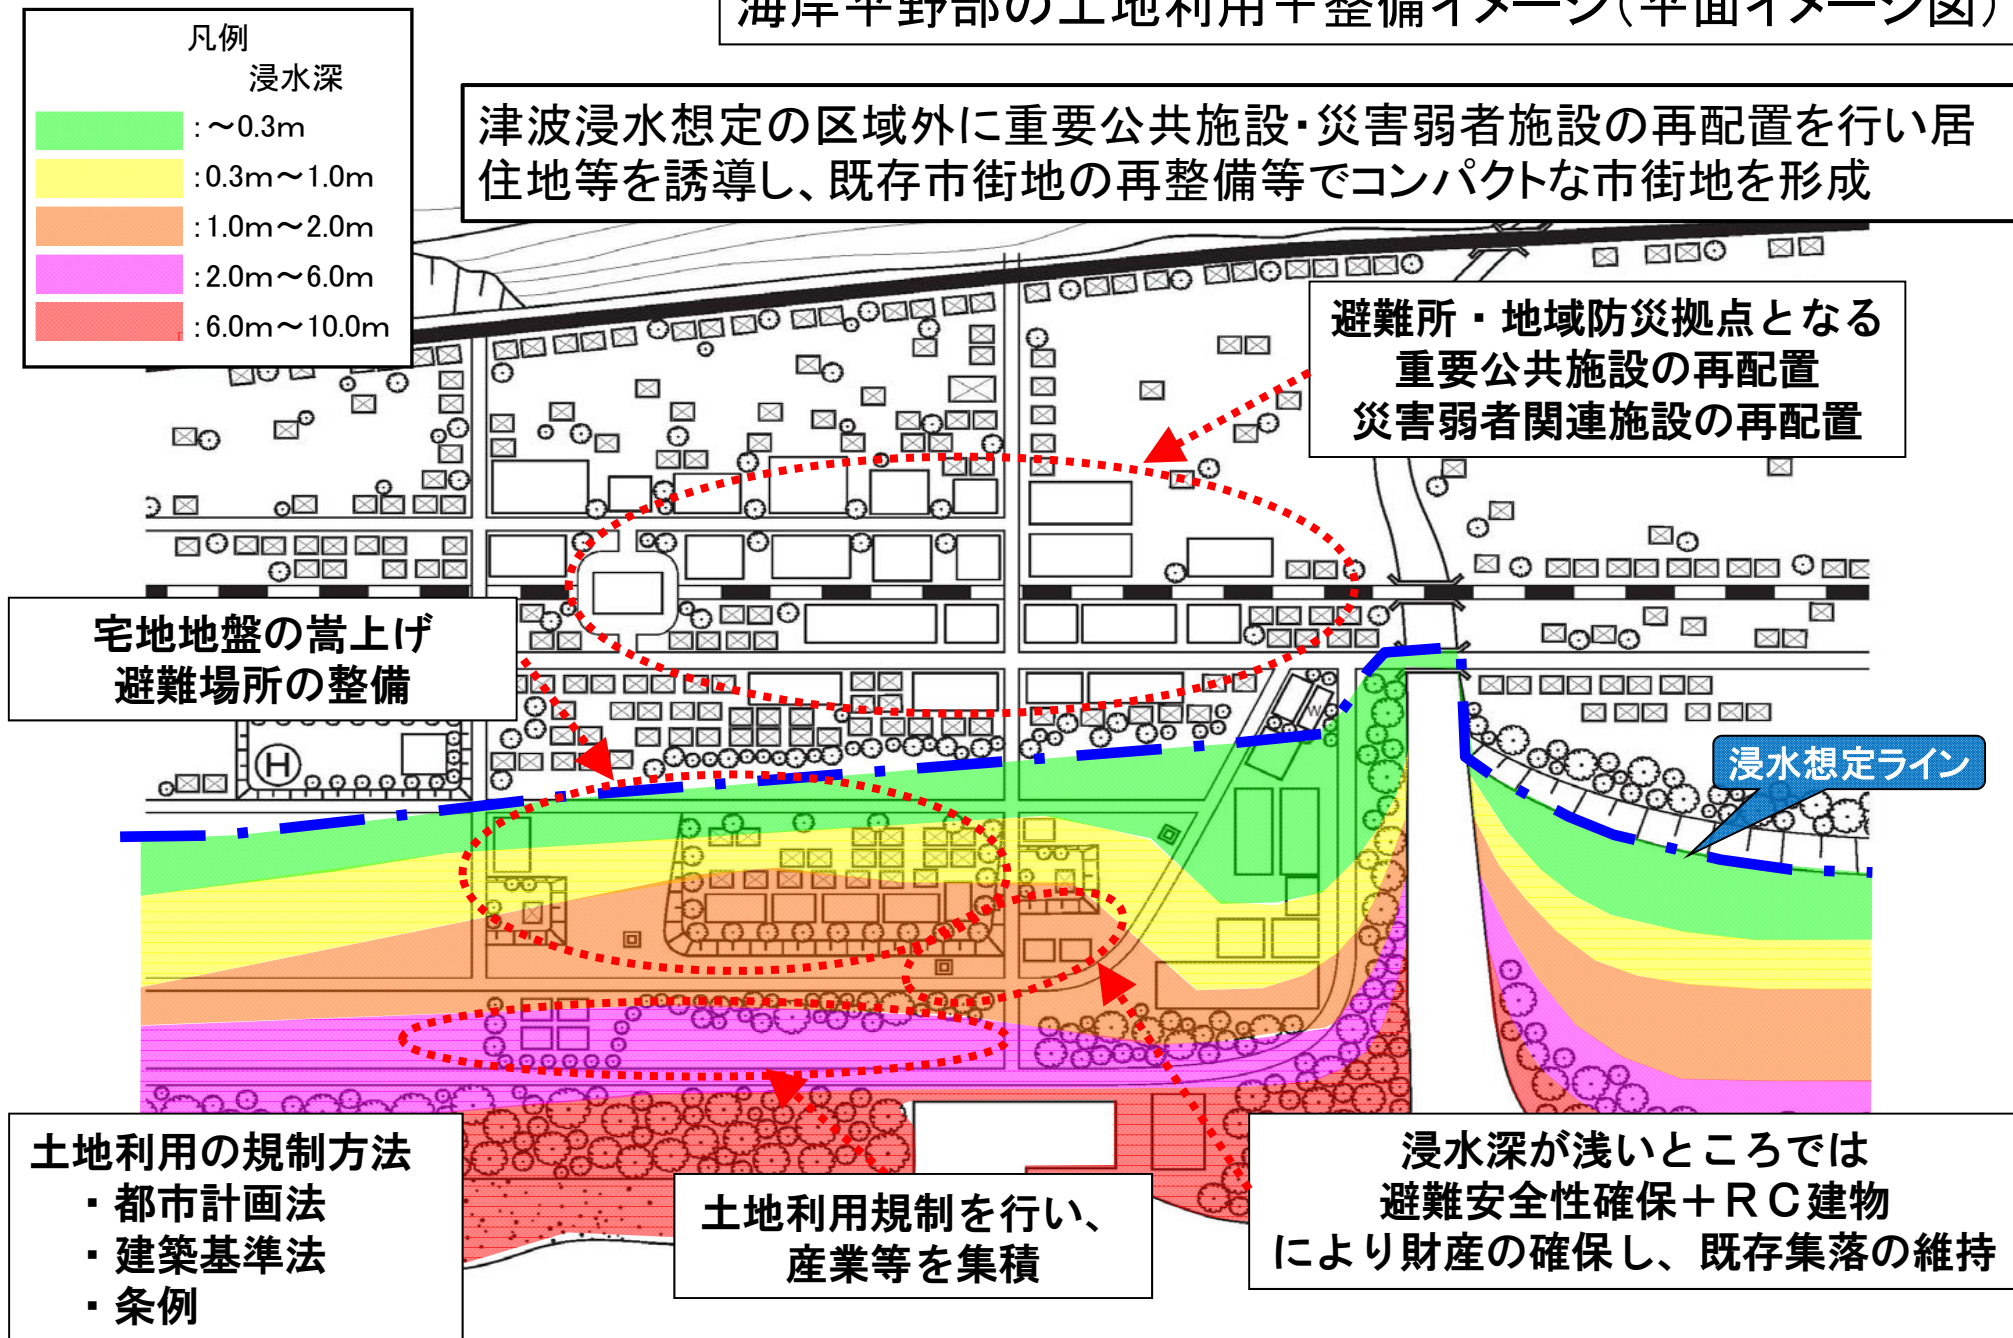 海岸平野部の土地利用＋整備イメージ（平面イメージ図）
凡例
浸水深
：～0.3m
：0.3m～1.0m
：1.0m～2.0m
：2.0m～6.0m
：6.0m～10.0m
津波浸水想定の区域外に重要公共施設・災害弱者施設の再配置を行い居
住地等を誘導し、既存市街地の再整備等でコンパクトな市街地を形成
避難所・地域防災拠点となる
重要公共施設の再配置
災害弱者関連施設の再配置
宅地地盤の嵩上げ
避難場所の整備
H
W
浸水想定ライン
土地利用の規制方法
・都市計画法
・建築基準法
・条例
土地利用規制を行い、
産業等を集積
浸水深が浅いところでは
避難安全性確保＋ＲＣ建物
により財産の確保し、既存集落の維持